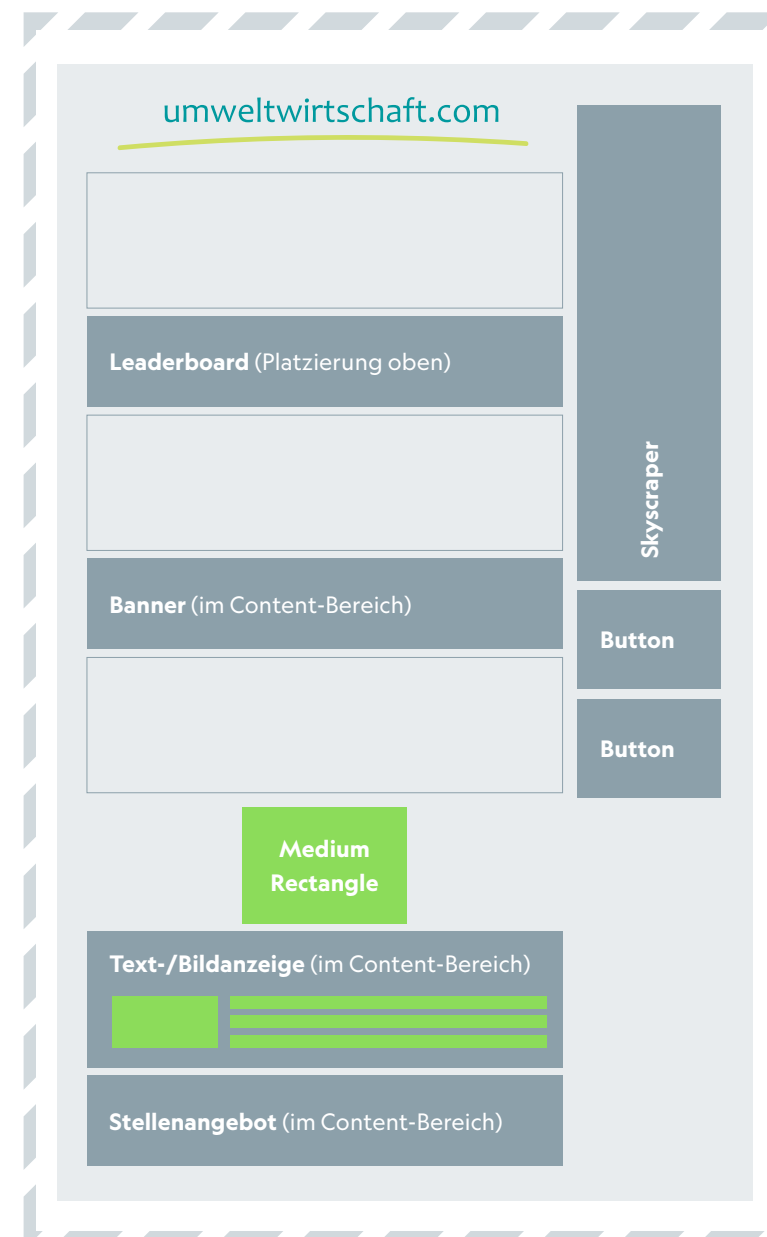 umweltwirtschaft.com
Leaderboard (Platzierung oben)
Banner (im Content-Bereich)
Skyscraper
Button
Button
Medium
Rectangle
Text-/Bildanzeige (im Content-Bereich)
Stellenangebot (im Content-Bereich)